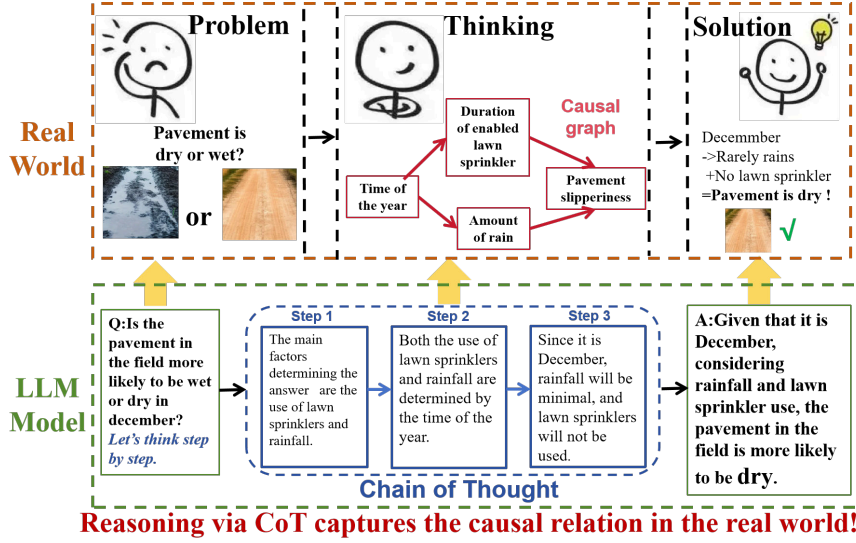 Problem
Thinking
Solution
Real
World
Pavement is
dry or wet?
or
Duration
of enabled
lawn
sprinkler
Causal
graph
Time of
the year
Amount
of rain
Pavement
slipperiness
Decemmber
->Rarely rains
+No lawn sprinkler
=Pavement is dry !
√
LLM
Model
Q:Is the
pavement in
the field more
likely to be wet
or dry in
december?
Let's think step
by step.
Step 1
The main
factors
determining the
answer are the
use of lawn
sprinklers and
rainfall.
Step 2
Both the use of
lawn sprinklers
and rainfall are
determined by
the time of the
year.
Step 3
Since it is
December,
rainfall will be
minimal, and
lawn sprinklers
will not be
used.
Chain of Thought
A:Given that it is
December,
considering
rainfall and lawn
sprinkler use, the
pavement in the
field is more likely
to be dry.
Reasoning via CoT captures the causal relation in the real world!